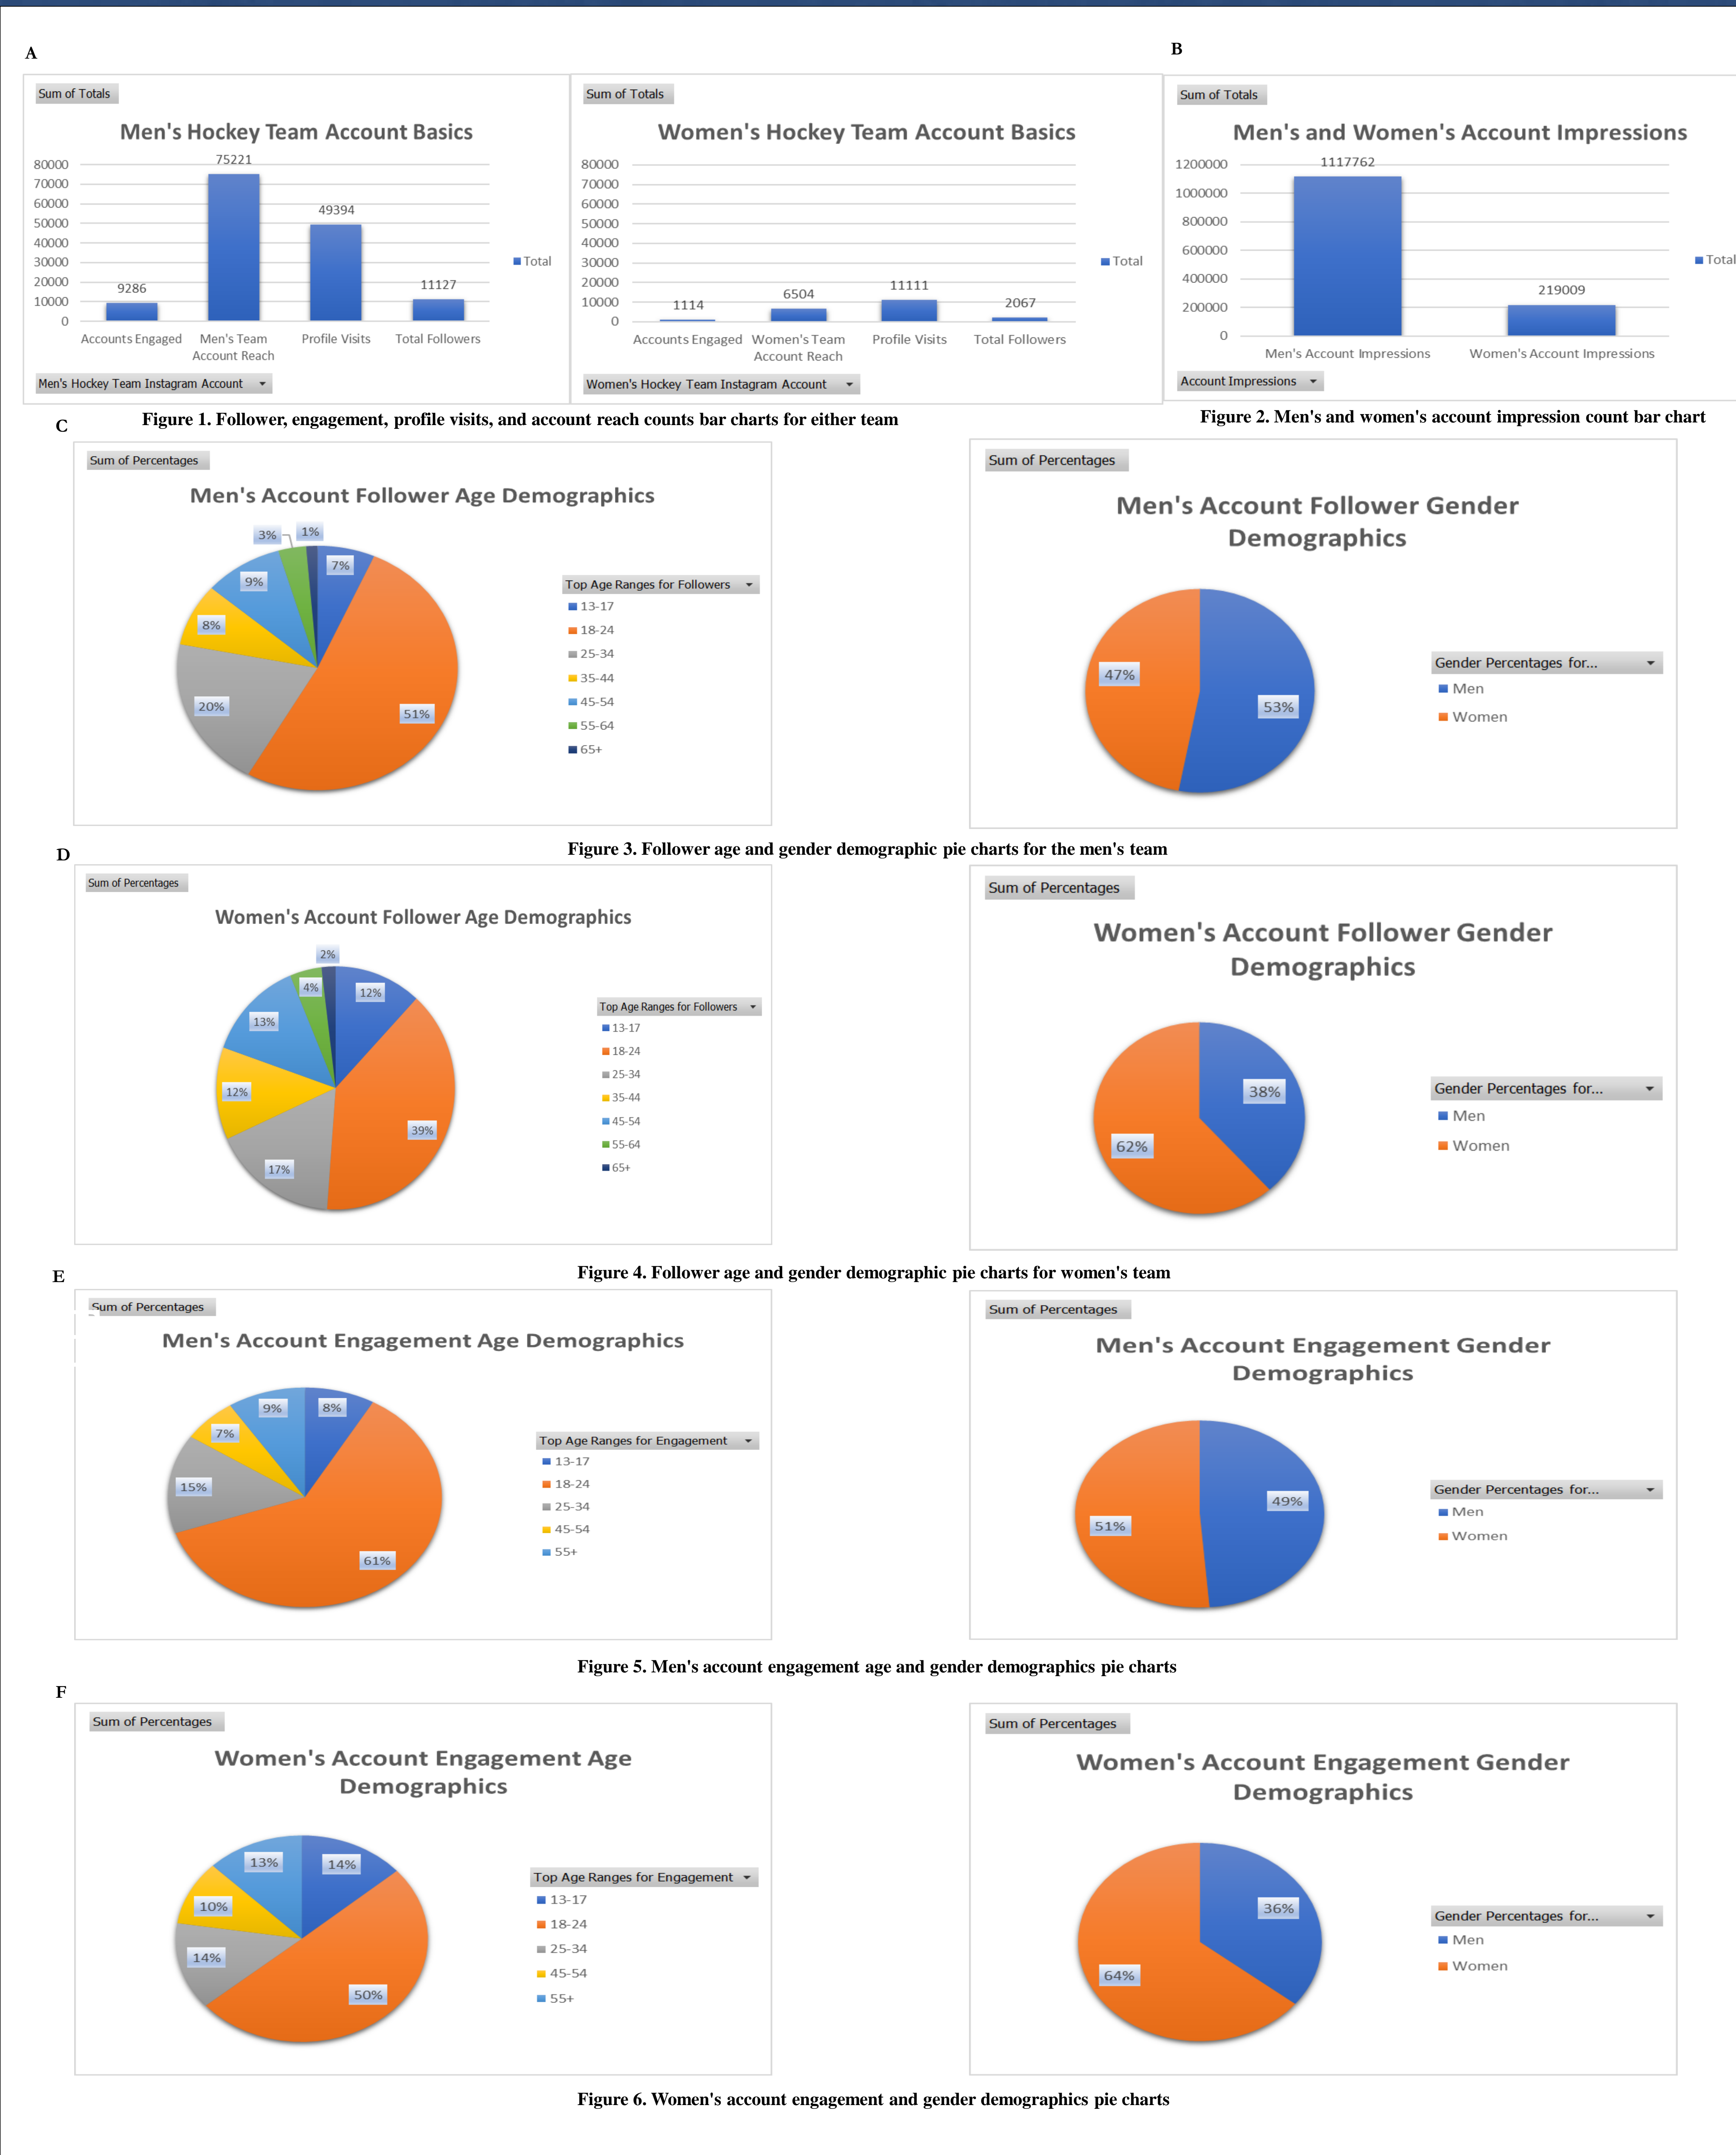 A
B
Sum of Totals
Men's Hockey Team Account Basics
80000
70000
60000
50000
40000
30000
20000
10000
0
9286
75221
49394
11127
Accounts Engaged
Men's Team
Account Reach
Profile Visits
Total Followers
Total
Men's Hockey Team Instagram Account
Sum of Totals
Women's Hockey Team Account Basics
80000
70000
60000
50000
40000
30000
20000
10000
0
1114
6504
11111
2067
Accounts Engaged
Women's Team
Account Reach
Profile Visits
Total Followers
Total
Women's Hockey Team Instagram Account
Sum of Totals
Men's and Women's Account Impressions
1200000
1000000
800000
600000
400000
200000
0
1117762
219009
Men's Account Impressions
Women's Account Impressions
Total
Account Impressions
Figure 1. Follower, engagement, profile visits, and account reach counts bar charts for either team
Figure 2. Men's and women's account impression count bar chart
C
Sum of Percentages
Men's Account Follower Age Demographics
3%
1%
7%
9%
8%
20%
51%
Top Age Ranges for Followers
13-17
18-24
25-34
35-44
45-54
55-64
65+
Sum of Percentages
Men's Account Follower Gender
Demographics
47%
53%
Gender Percentages for...
Men
Women
Figure 3. Follower age and gender demographic pie charts for the men's team
D
Sum of Percentages
Women's Account Follower Age Demographics
2%
4%
12%
13%
12%
39%
17%
Top Age Ranges for Followers
13-17
18-24
25-34
35-44
45-54
55-64
65+
Sum of Percentages
Women's Account Follower Gender
Demographics
38%
62%
Gender Percentages for...
Men
Women
Figure 4. Follower age and gender demographic pie charts for women's team
E
Sum of Percentages
Men's Account Engagement Age Demographics
9%
8%
7%
15%
61%
Top Age Ranges for Engagement
13-17
18-24
25-34
45-54
55+
Sum of Percentages
Men's Account Engagement Gender
Demographics
49%
51%
Gender Percentages for...
Men
Women
Figure 5. Men's account engagement age and gender demographics pie charts
F
Sum of Percentages
Women's Account Engagement Age
Demographics
13%
14%
10%
14%
50%
Top Age Ranges for Engagement
13-17
18-24
25-34
45-54
55+
Sum of Percentages
Women's Account Engagement Gender
Demographics
36%
64%
Gender Percentages for...
Men
Women
Figure 6. Women's account engagement and gender demographics pie charts